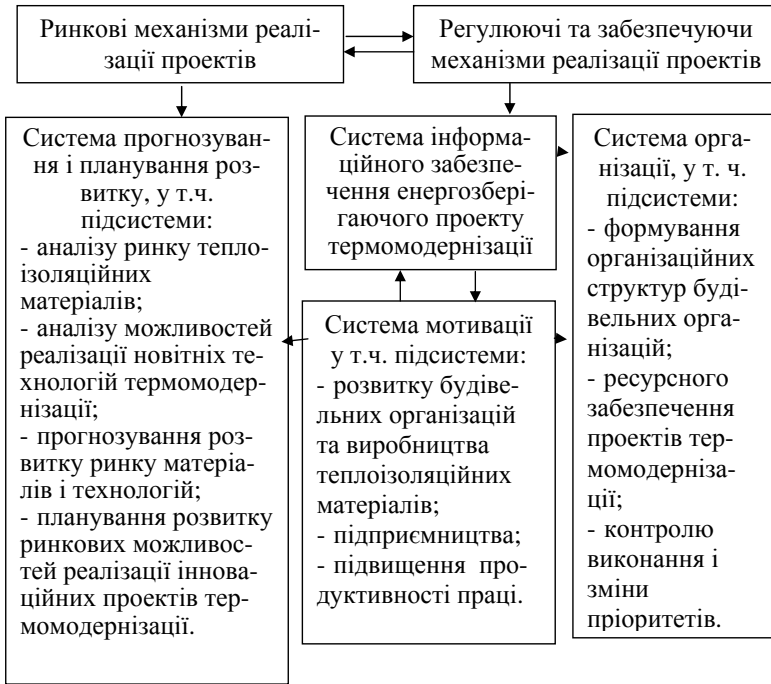 Ринкові механізми реалі-
зації проектів
Регулюючі та забезпечуючи
механізми реалізації проектів
Система прогнозуван-
ня і планування роз-
витку, у т.ч.
підсистеми:
- аналізу ринку тепло-
ізоляційних
матеріалів;
- аналізу можливостей
реалізації новітніх те-
хнологій термомодер-
нізації;
- прогнозування роз-
витку ринку матеріа-
лів і технологій;
- планування розвитку
ринкових можливос-
тей реалізації іннова-
ційних проектів тер-
момодернізації.
Система інформа-
ційного забезпе-
чення енергозбері-
гаючого проекту
термомодернізації
Система мотивації
у т.ч. підсистеми:
- розвитку будіве-
льних організацій
та виробництва
теплоізоляційних
матеріалів;
- підприємництва;
- підвищення про-
дуктивності праці.
Система орга-
нізації, у т. ч.
підсистеми:
- формування
організаційних
структур буді-
вельних орга-
нізацій;
- ресурсного
забезпечення
проектів тер-
момодерніза-
ції;
- контролю
виконання і
зміни
пріоритетів.